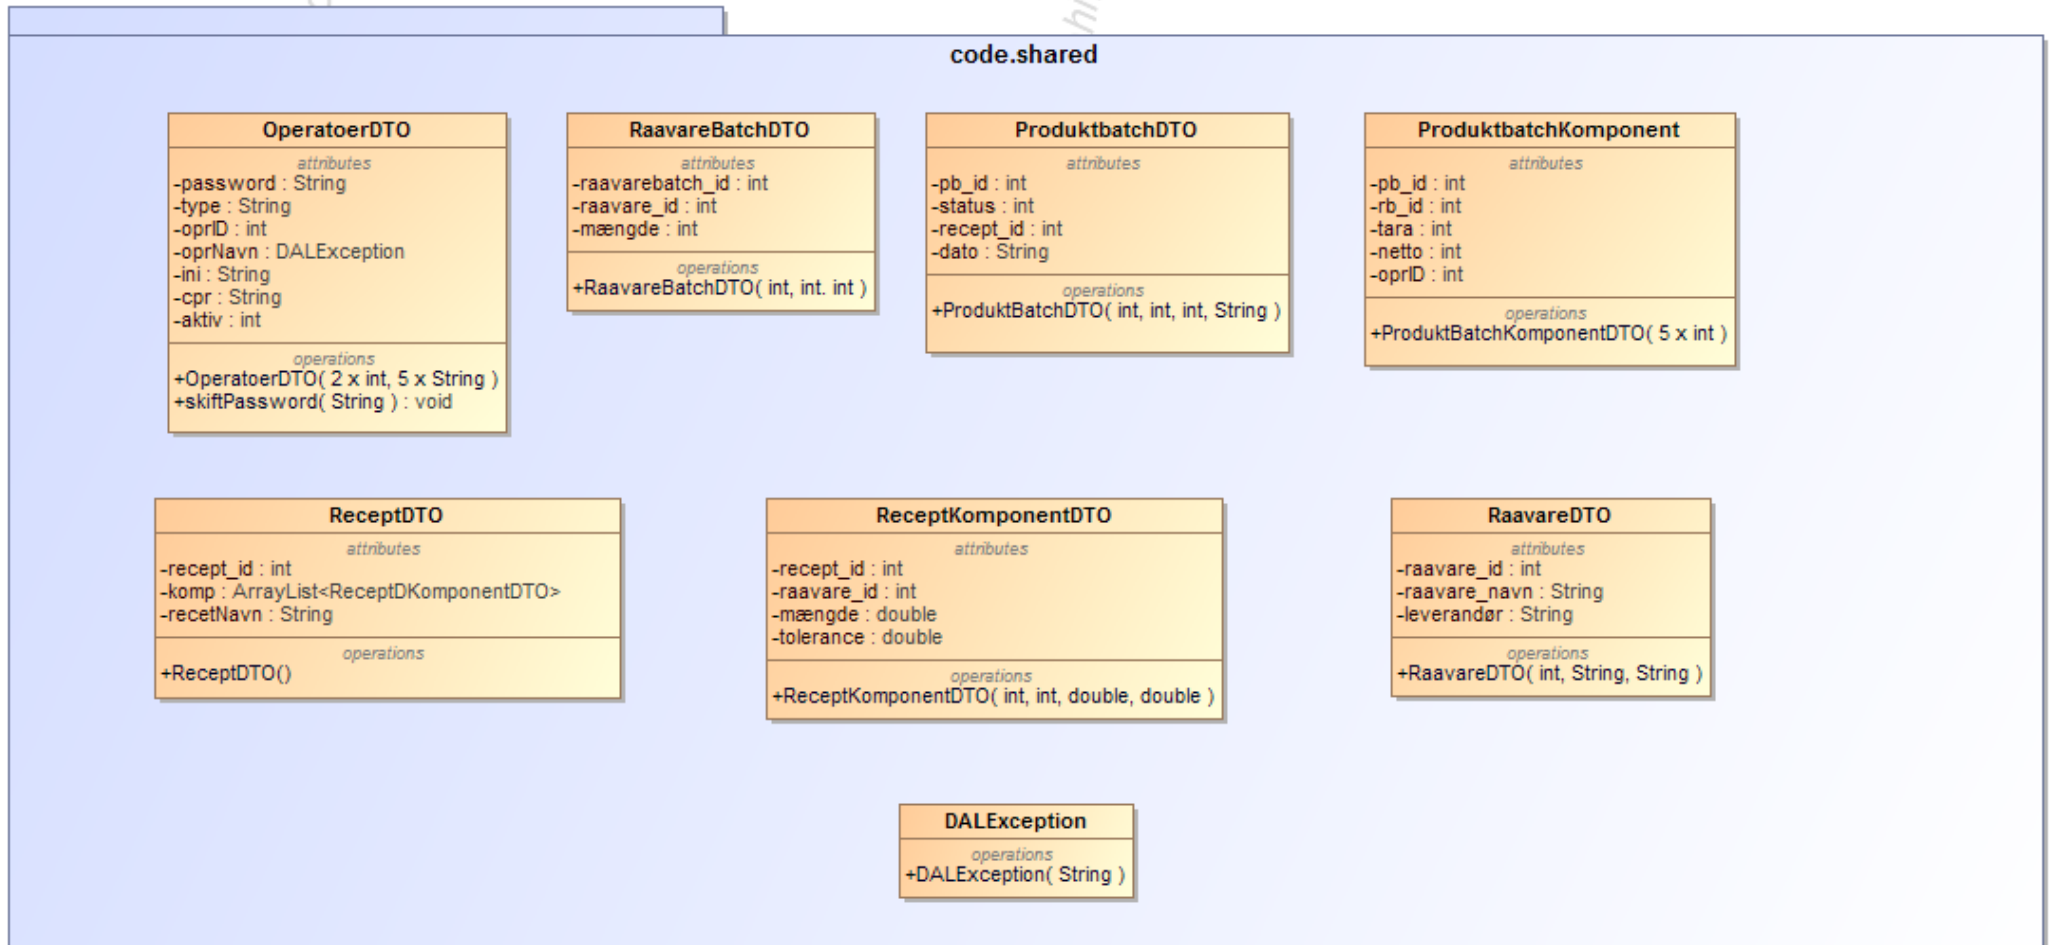 code.shared
OperatoerDTO
attributes
-password : String
-type : String
-oprID : int
-oprNavn : DALException
-ini : String
-cpr : String
-aktiv : int
operations
+OperatoerDTO( 2 x int, 5 x String )
+skiftPassword( String ) : void
RaavareBatchDTO
attributes
-raavarebatch_id : int
-raavare_id : int
-mængde : int
operations
+RaavareBatchDTO( int, int. int )
ProduktbatchDTO
attributes
-pb_id : int
-status : int
-recept_id : int
-dato : String
operations
+ProduktBatchDTO( int, int, int, String )
ProduktbatchKomponent
attributes
-pb_id : int
-rb_id : int
-tara : int
-netto : int
-oprID : int
operations
+ProduktBatchKomponentDTO( 5 x int )
ReceptDTO
attributes
-recept_id : int
-komp : ArrayList<ReceptDKomponentDTO>
-recetNavn : String
operations
+ReceptDTO()
ReceptKomponentDTO
attributes
-recept_id : int
-raavare_id : int
-mængde : double
-tolerance : double
operations
+ReceptKomponentDTO( int, int, double, double )
RaavareDTO
attributes
-raavare_id : int
-raavare_navn : String
-leverandør : String
operations
+RaavareDTO( int, String, String )
DALException
operations
+DALException( String )